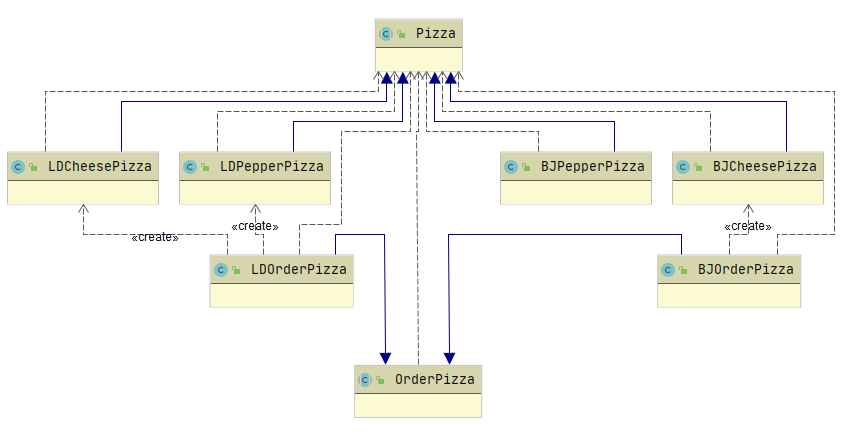 Pizza
LDCheesePizza
LDPepperPizza
BJPepperPizza
BJCheesePizza
«create»
«create»
«create»
LDOrderPizza
BJOrderPizza
OrderPizza